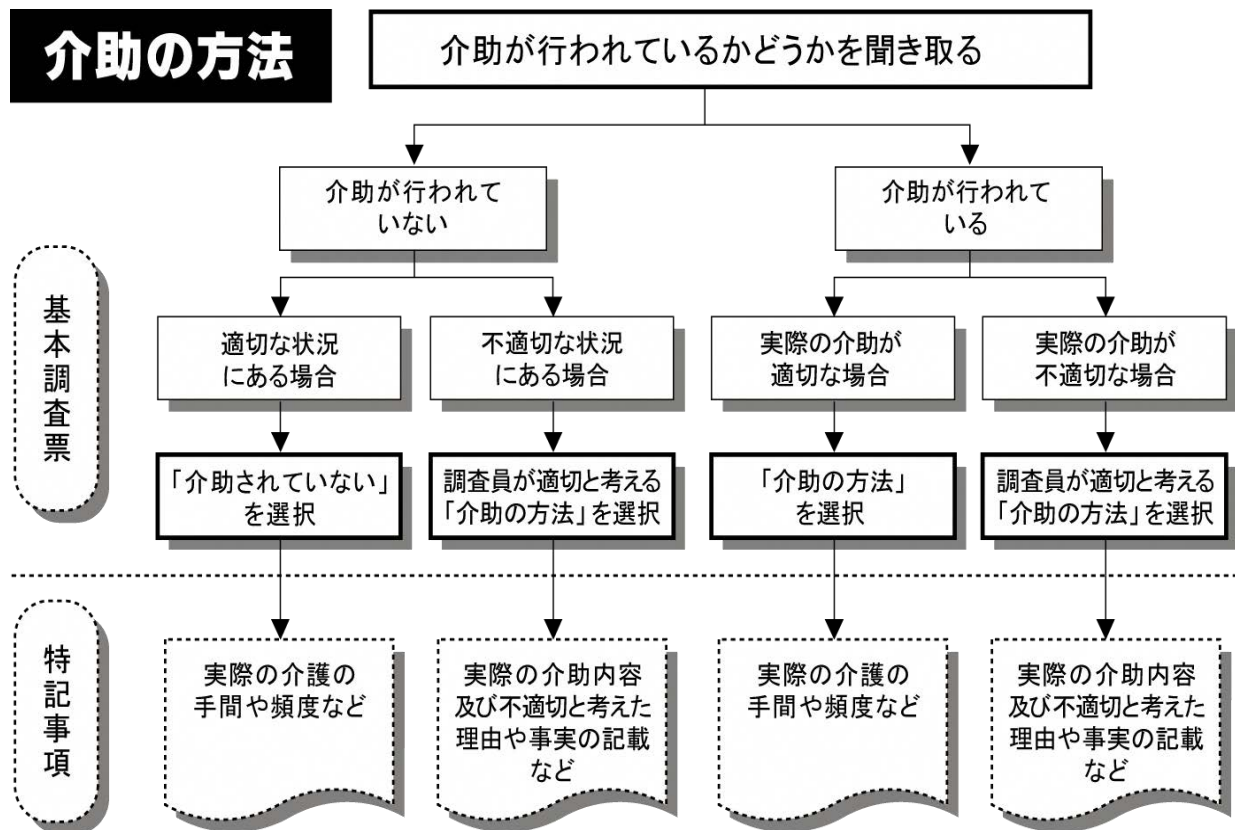 介助の方法
介助が行われているかどうかを聞き取る
介助が行われて
いない
介助が行われて
いる
基本調査票
適切な状況
にある場合
不適切な状況
にある場合
実際の介助が
適切な場合
実際の介助が
不適切な場合
「介助されていない」
を選択
調査員が適切と考える
「介助の方法」を選択
「介助の方法」
を選択
調査員が適切と考える
「介助の方法」を選択
特記事項
実際の介護の
手間や頻度など
実際の介助内容
及び不適切と考えた
理由や事実の記載
など
実際の介護の
手間や頻度など
実際の介助内容
及び不適切と考えた
理由や事実の記載
など